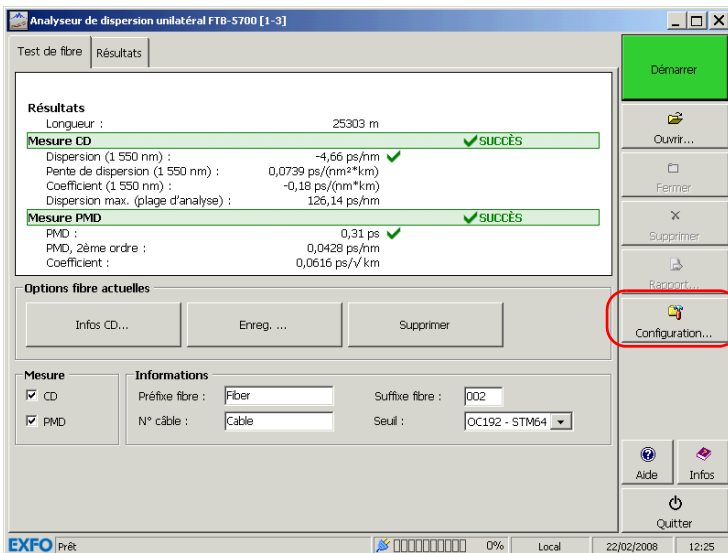 Analyseur de dispersion unilatéral FTB-5700 [1-3]
Test de fibre
Résultats
Résultats
Longueur : 25303 m
Mesure CD SUCCÈS
Dispersion (1 550 nm) : -4,66 ps/nm
Pente de dispersion (1 550 nm) : 0,0739 ps/(nm²*km)
Coefficient (1 550 nm) : -0,18 ps/(nm*km)
Dispersion max. (plage d'analyse) : 126,14 ps/nm
Mesure PMD SUCCÈS
PMD : 0,31 ps
PMD, 2ème ordre : 0,0428 ps/nm
Coefficient : 0,0616 ps/√km
Options fibre actuelles
Infos CD...
Enreg. ...
Supprimer
Mesure
CD
PMD
Informations
Préfixe fibre : Fiber
Suffixe fibre : 002
N° câble : Cable
Seuil : OC192 - STM64
Démarrer
Ouvrir...
Fermer
Supprimer
Rapport...
Configuration...
Aide
Infos
Quitter
EXFO Prêt 0% Local 22/02/2008 12:25